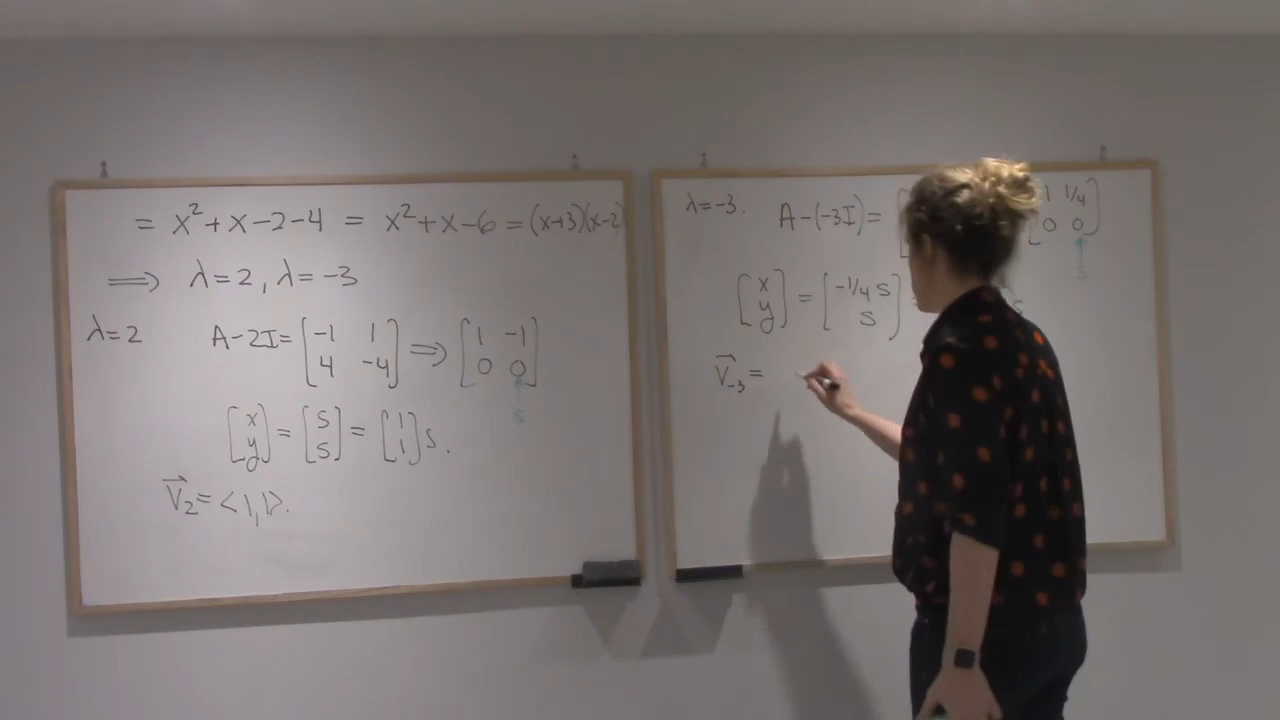 = x² + x - 2 - 4 = x² + x - 6 = (x+3)(x-2)
⟹ λ = 2, λ = -3
λ = 2 A - 2I = [-1 1; 4 -4] ⟹ [1 -1; 0 0]
s
[x; y] = [s; s] = [1; 1] s.
V⃗₂ = <1, 1>.
λ = -3. A - (-3I) = [1 1/4; 0 0]
s
[x; y] = [-1/4 s; s] s
V⃗₋₃ =